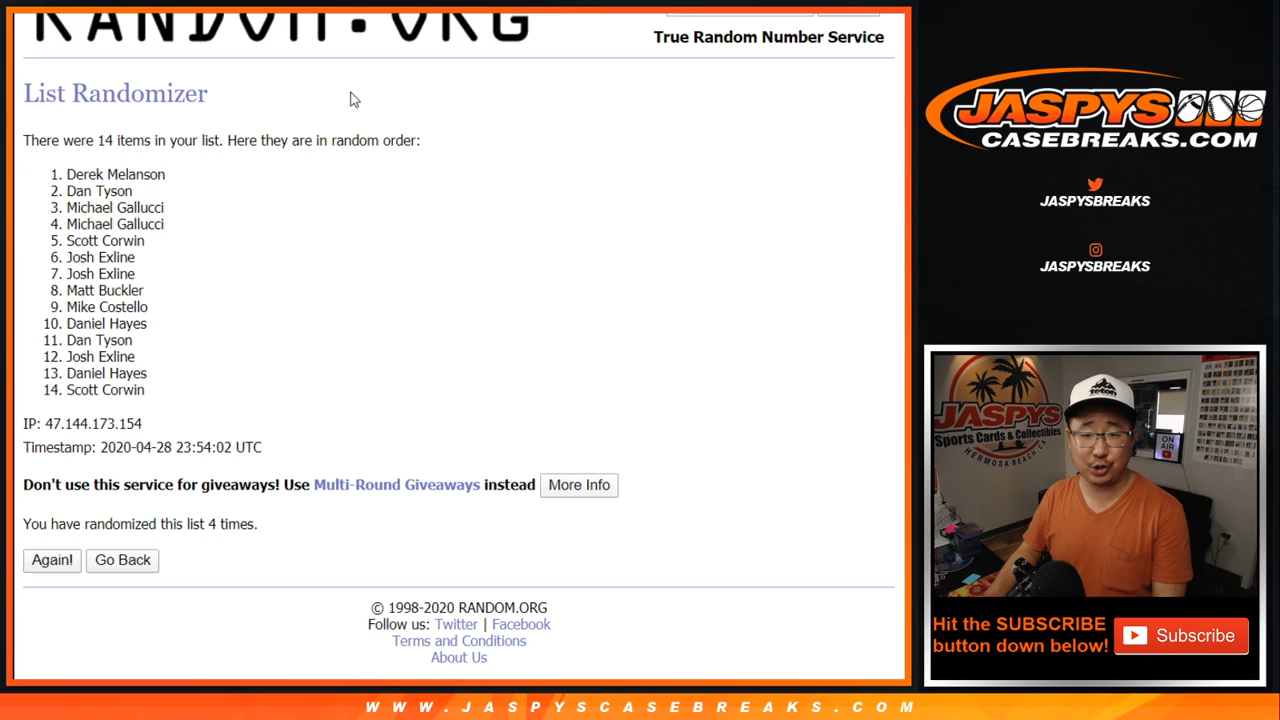 RANDOM.ORG
True Random Number Service
List Randomizer
There were 14 items in your list. Here they are in random order:
1. Derek Melanson
2. Dan Tyson
3. Michael Gallucci
4. Michael Gallucci
5. Scott Corwin
6. Josh Exline
7. Josh Exline
8. Matt Buckler
9. Mike Costello
10. Daniel Hayes
11. Dan Tyson
12. Josh Exline
13. Daniel Hayes
14. Scott Corwin
IP: 47.144.173.154
Timestamp: 2020-04-28 23:54:02 UTC
Don't use this service for giveaways! Use Multi-Round Giveaways instead More Info
You have randomized this list 4 times.
Again! Go Back
© 1998-2020 RANDOM.ORG
Follow us: Twitter | Facebook
Terms and Conditions
About Us
JASPYS
CASEBREAKS.COM
JASPYSBREAKS
JASPYSBREAKS
JASPYS
Sports Cards & Collectibles
HERMOSA BEACH, CA
ON
AIR
Hit the SUBSCRIBE
button down below!
Subscribe
WWW.JASPYSCASEBREAKS.COM